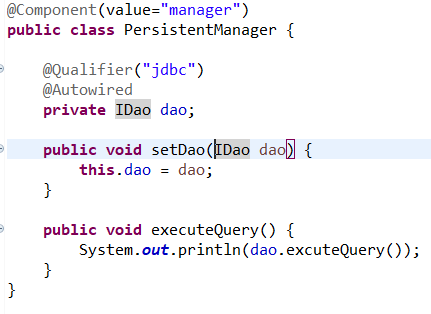 @Component(value="manager")
public class PersistentManager {
@Qualifier("jdbc")
@Autowired
private IDao dao;
public void setDao(IDao dao) {
this.dao = dao;
}
public void executeQuery() {
System.out.println(dao.excuteQuery());
}
}